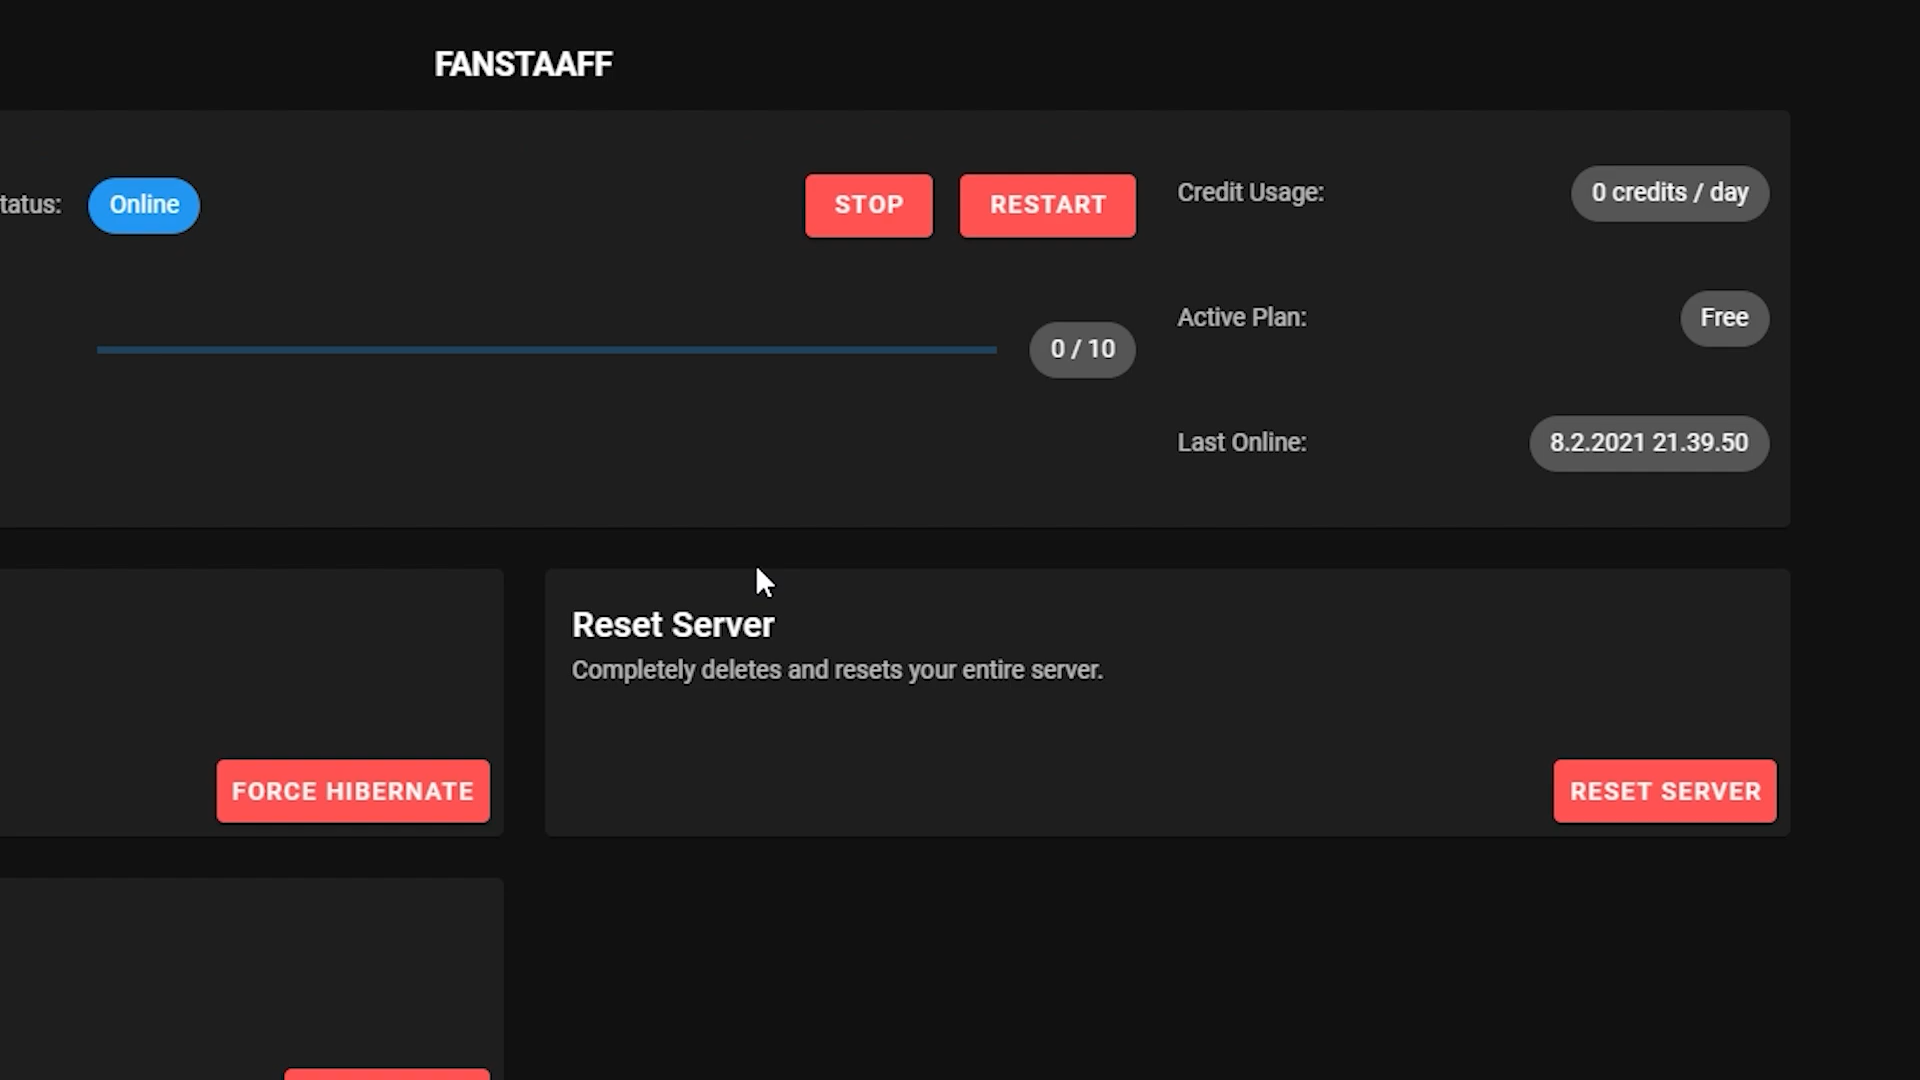 FANSTAAFF
tatus: Online STOP RESTART Credit Usage: 0 credits / day
Active Plan: Free
0 / 10
Last Online: 8.2.2021 21.39.50
Reset Server
Completely deletes and resets your entire server.
FORCE HIBERNATE RESET SERVER